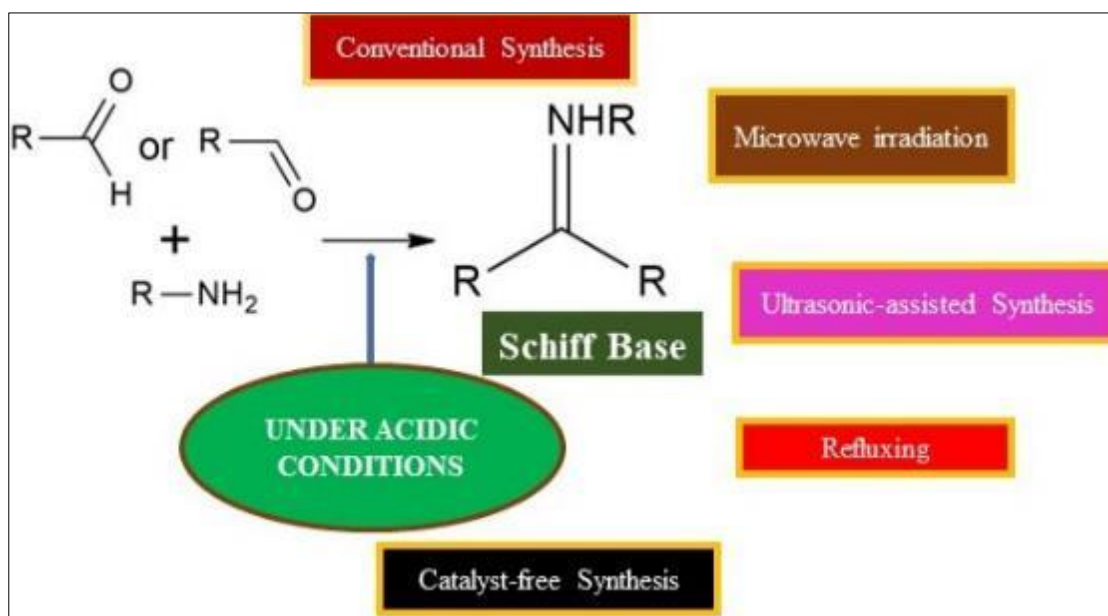 Conventional Synthesis
O
R
H
or
R
O
+
R—NH₂
NHR
R
R
Schiff Base
UNDER ACIDIC
CONDITIONS
Microwave irradiation
Ultrasonic-assisted Synthesis
Refluxing
Catalyst-free Synthesis